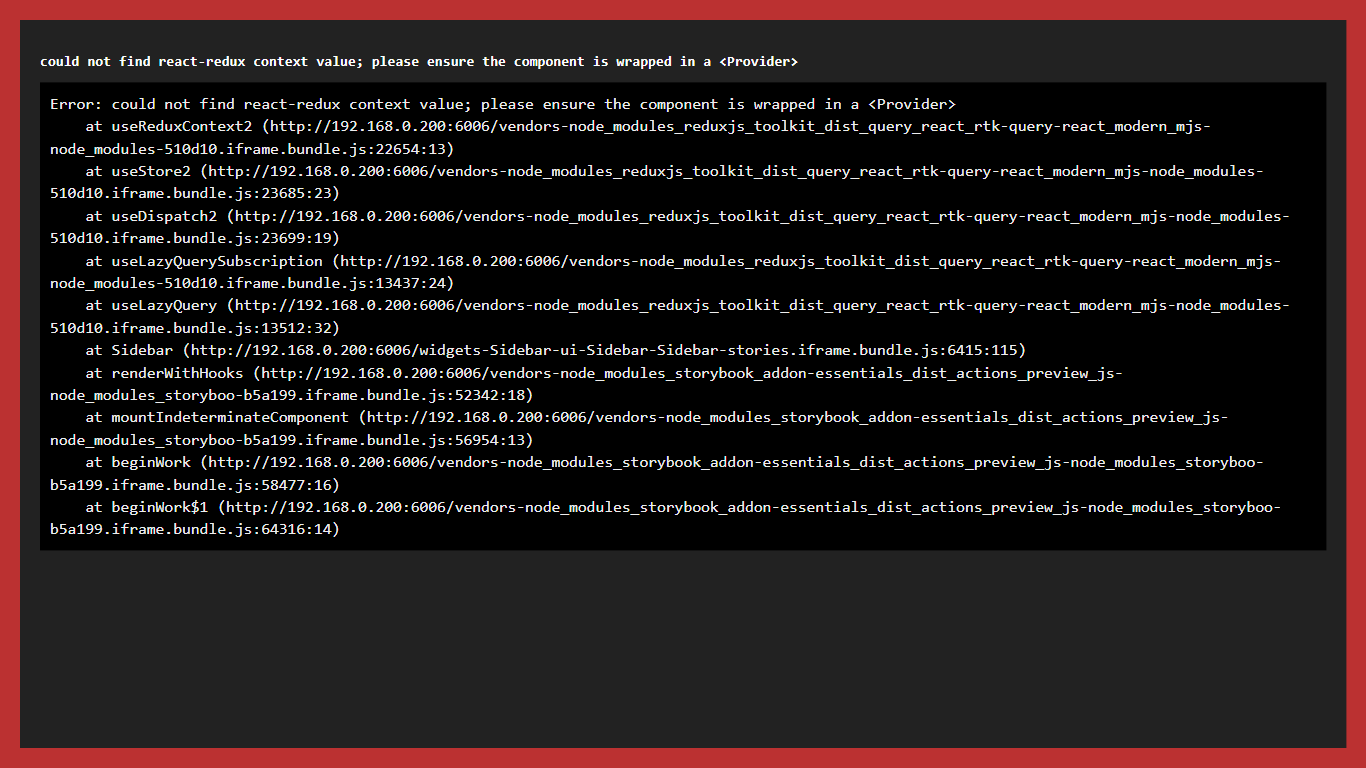 could not find react-redux context value; please ensure the component is wrapped in a <Provider>
Error: could not find react-redux context value; please ensure the component is wrapped in a <Provider>
at useReduxContext2 (http://192.168.0.200:6006/vendors-node_modules_reduxjs_toolkit_dist_query_react_rtk-query-react_modern_mjs-
node_modules-510d10.iframe.bundle.js:22654:13)
at useStore2 (http://192.168.0.200:6006/vendors-node_modules_reduxjs_toolkit_dist_query_react_rtk-query-react_modern_mjs-node_modules-
510d10.iframe.bundle.js:23685:23)
at useDispatch2 (http://192.168.0.200:6006/vendors-node_modules_reduxjs_toolkit_dist_query_react_rtk-query-react_modern_mjs-node_modules-
510d10.iframe.bundle.js:23699:19)
at useLazyQuerySubscription (http://192.168.0.200:6006/vendors-node_modules_reduxjs_toolkit_dist_query_react_rtk-query-react_modern_mjs-
node_modules-510d10.iframe.bundle.js:13437:24)
at useLazyQuery (http://192.168.0.200:6006/vendors-node_modules_reduxjs_toolkit_dist_query_react_rtk-query-react_modern_mjs-node_modules-
510d10.iframe.bundle.js:13512:32)
at Sidebar (http://192.168.0.200:6006/widgets-Sidebar-ui-Sidebar-Sidebar-stories.iframe.bundle.js:6415:115)
at renderWithHooks (http://192.168.0.200:6006/vendors-node_modules_storybook_addon-essentials_dist_actions_preview_js-
node_modules_storyboo-b5a199.iframe.bundle.js:52342:18)
at mountIndeterminateComponent (http://192.168.0.200:6006/vendors-node_modules_storybook_addon-essentials_dist_actions_preview_js-
node_modules_storyboo-b5a199.iframe.bundle.js:56954:13)
at beginWork (http://192.168.0.200:6006/vendors-node_modules_storybook_addon-essentials_dist_actions_preview_js-node_modules_storyboo-
b5a199.iframe.bundle.js:58477:16)
at beginWork$1 (http://192.168.0.200:6006/vendors-node_modules_storybook_addon-essentials_dist_actions_preview_js-node_modules_storyboo-
b5a199.iframe.bundle.js:64316:14)